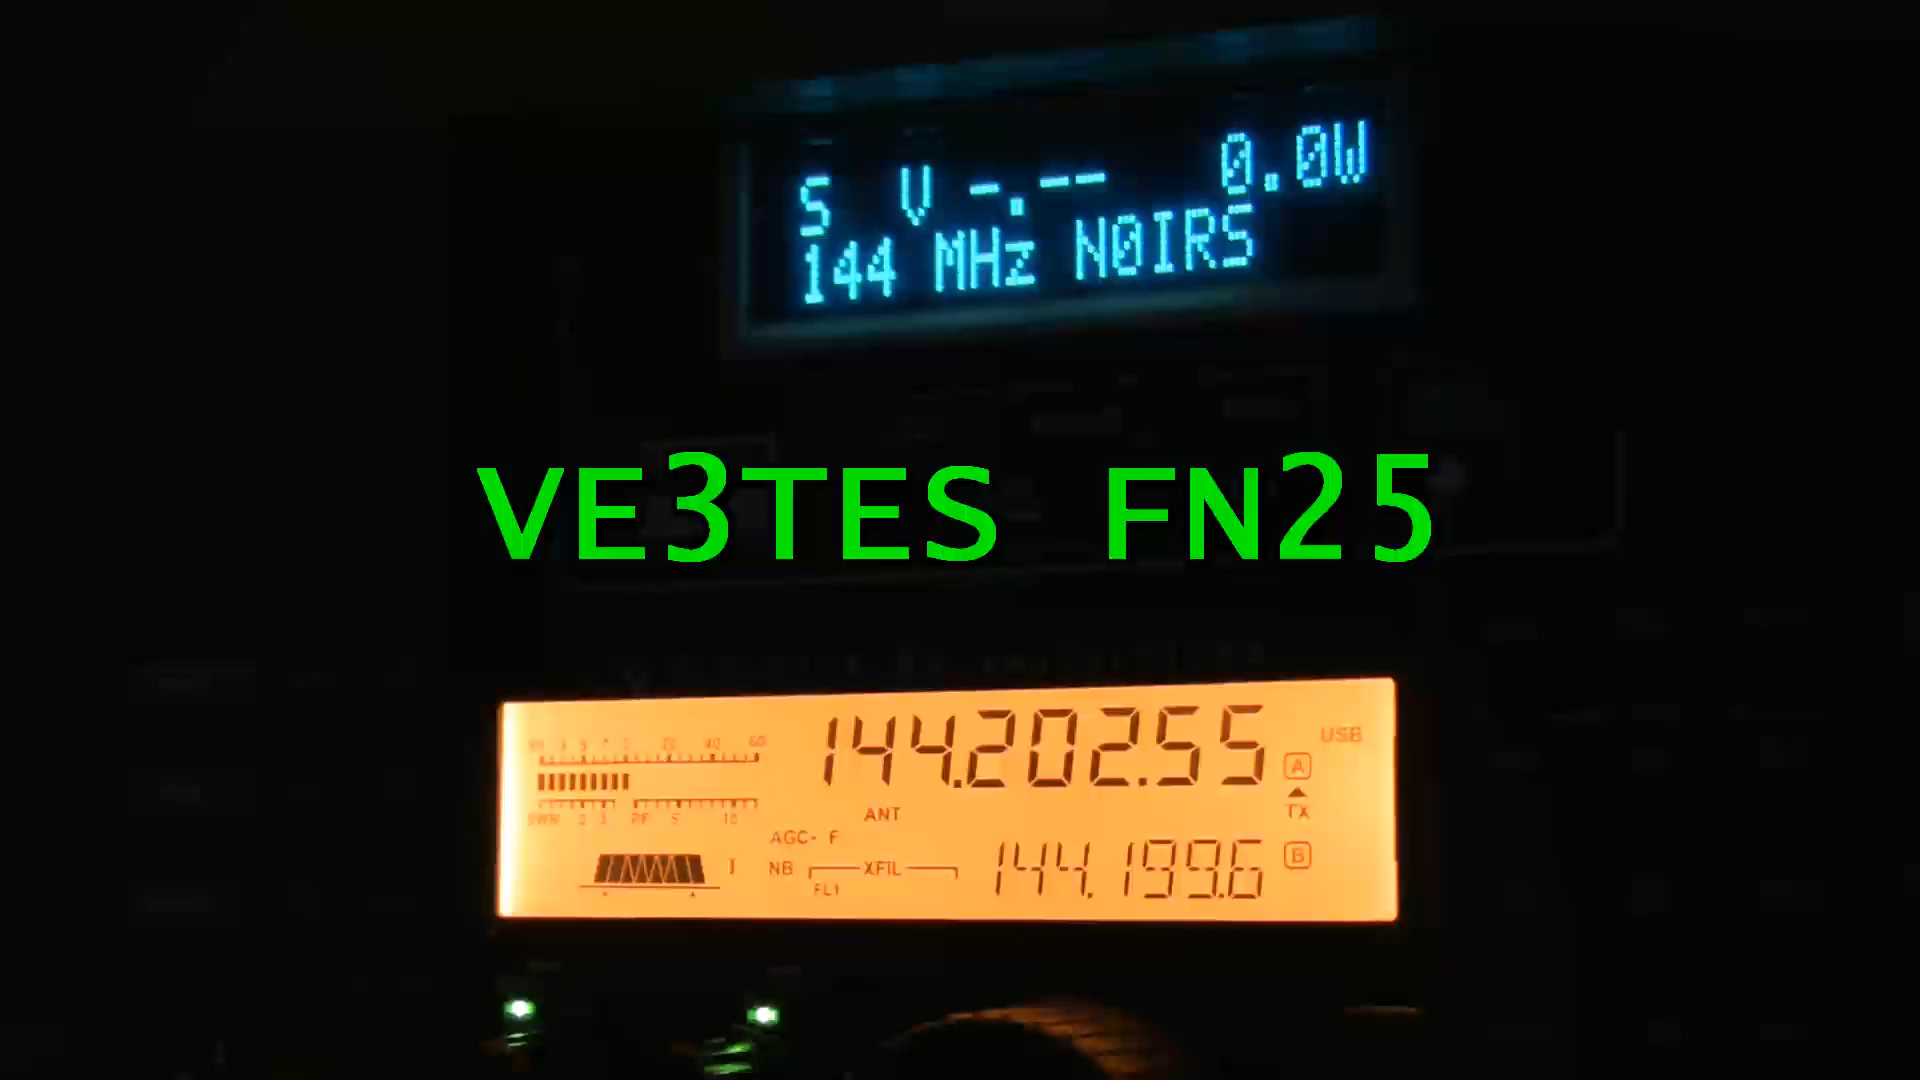 S V -.-- 0.0W
144 MHz N0IRS
VE3TES FN25
144.202.55 USB
A
TX
ANT
AGC- F
NB XFIL 144.199.6 B
FL1